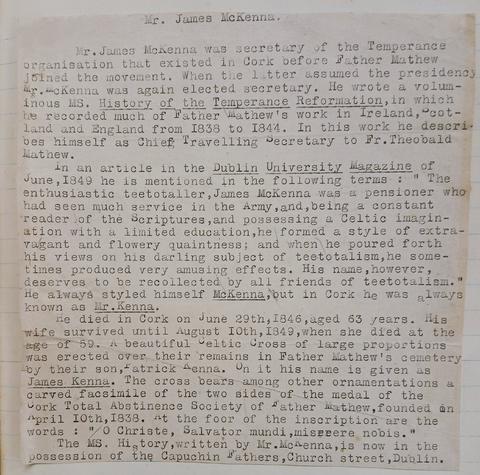 Mr. James McKenna.
Mr.James McKenna was secretary of the Temperance
organisation that existed in Cork before Father Mathew
joined the movement. When the latter assumed the presidency
Mr.McKenna was again elected secretary. He wrote a volum-
inous MS. History of the Temperance Reformation,in which
he recorded much of Father Mathew's work in Ireland,Scot-
land and England from 1838 to 1844. In this work he descri-
bes himself as Chief Travelling Secretary to Fr.Theobald
Mathew.
In an article in the Dublin University Magazine of
June,1849 he is mentioned in the following terms : " The
enthusiastic teetotaller,James McKenna was a pensioner who
had seen much service in the Army,and,being a constant
reader of the Scriptures,and possessing a Celtic imagin-
ation with a limited education,he formed a style of extra-
vagant and flowery quaintness; and when he poured forth
his views on his darling subject of teetotalism,he some-
times produced very amusing effects. His name,however,
deserves to be recollected by all friends of teetotalism."
He always styled himself McKenna,but in Cork he was always
known as Mr.Kenna.
He died in Cork on June 29th,1846,aged 63 years. His
wife survived until August 10th,1849,when she died at the
age of 59. A beautiful Celtic Cross of large proportions
was erected over their remains in Father Mathew's cemetery
by their son,Patrick Kenna. On it his name is given as
James Kenna. The cross bears among other ornamentations a
carved facsimile of the two sides of the medal of the
Cork Total Abstinence Society of Father Mathew,founded on
April 10th,1838. At the foor of the inscription are the
words : "O Christe Salvator mundi,miserere nobis."
The MS. History,written by Mr.McKenna,is now in the
possession of the Capuchin Fathers,Church street,Dublin.